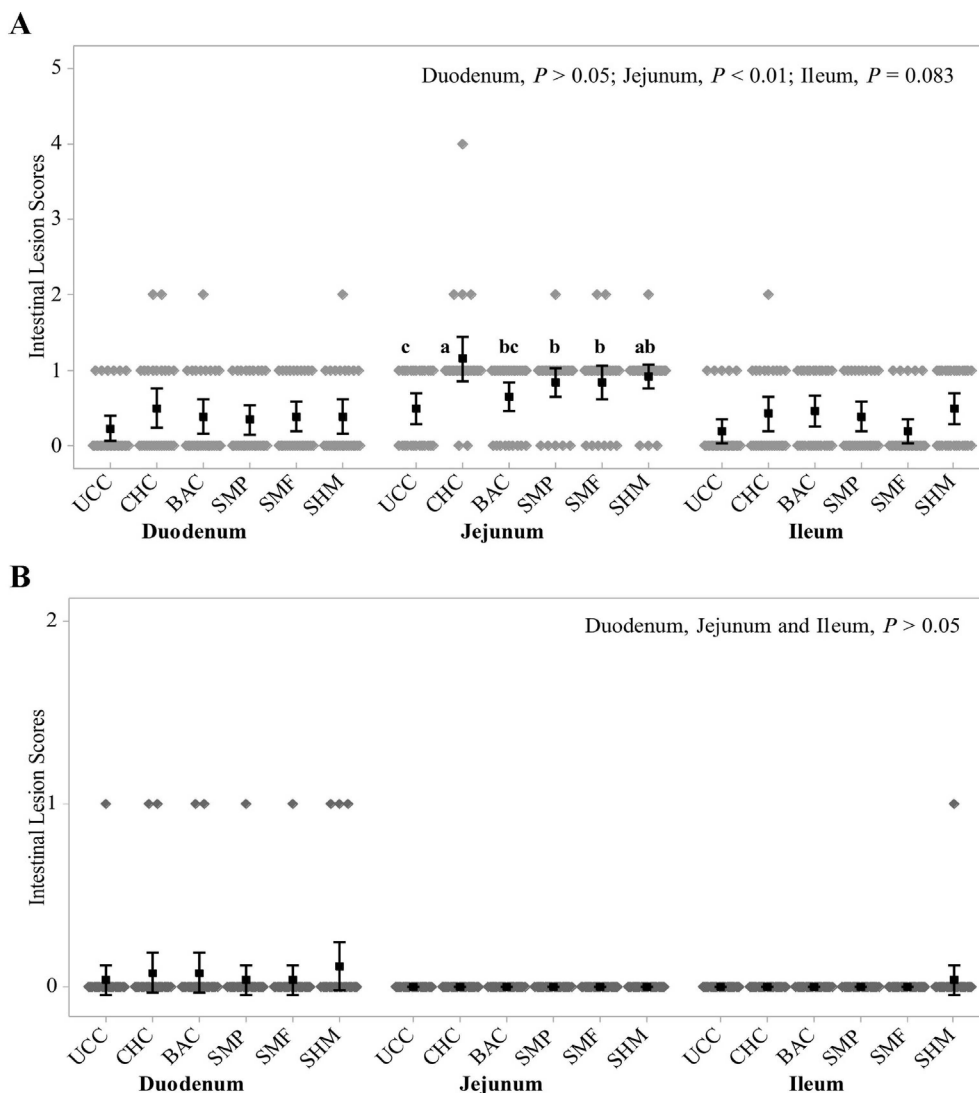 A
Duodenum, P > 0.05; Jejunum, P < 0.01; Ileum, P = 0.083
Intestinal Lesion Scores
5
4
3
2
1
0
c a bc b b ab
UCC CHC BAC SMP SMF SHM UCC CHC BAC SMP SMF SHM UCC CHC BAC SMP SMF SHM
Duodenum Jejunum Ileum
B
Duodenum, Jejunum and Ileum, P > 0.05
Intestinal Lesion Scores
2
1
0
UCC CHC BAC SMP SMF SHM UCC CHC BAC SMP SMF SHM UCC CHC BAC SMP SMF SHM
Duodenum Jejunum Ileum